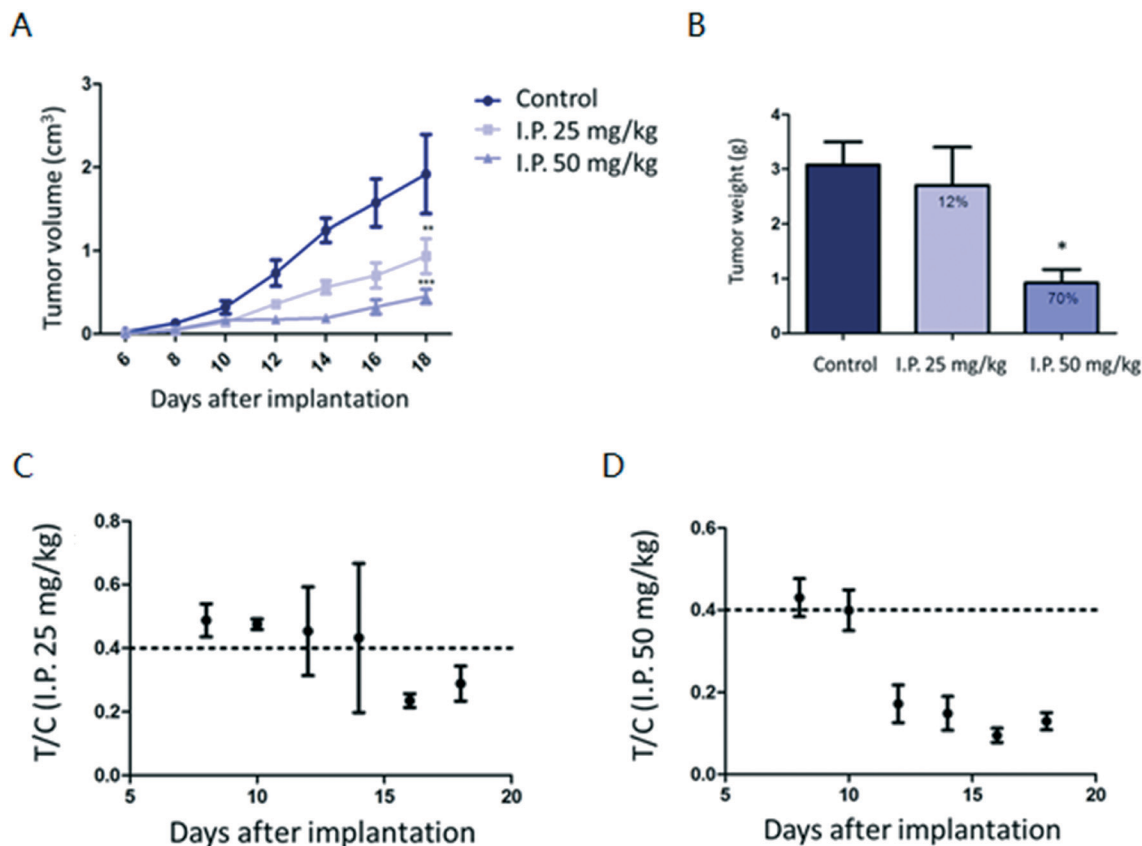 A
Tumor volume (cm³)
3
2
1
0
6 8 10 12 14 16 18
Days after implantation
**
***
Control
I.P. 25 mg/kg
I.P. 50 mg/kg
B
Tumor weight (g)
4
3
2
1
0
12%
*
70%
Control I.P. 25 mg/kg I.P. 50 mg/kg
C
T/C (I.P. 25 mg/kg)
0.8
0.6
0.4
0.2
0.0
5 10 15 20
Days after implantation
D
T/C (I.P. 50 mg/kg)
0.6
0.4
0.2
0.0
5 10 15 20
Days after implantation